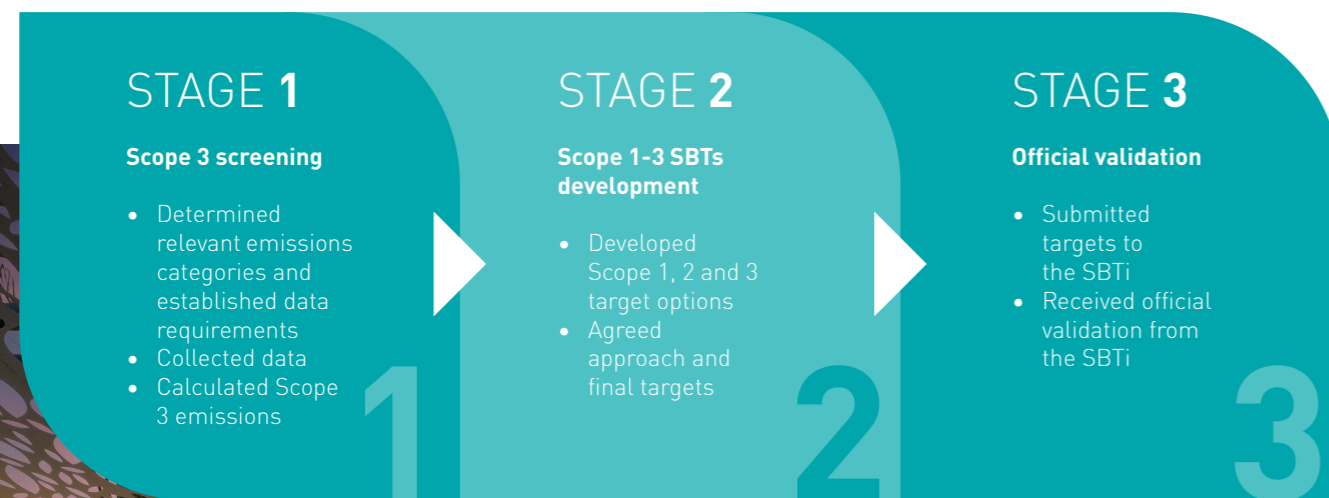 STAGE 1
Scope 3 screening
• Determined
relevant emissions
categories and
established data
requirements
• Collected data
• Calculated Scope
3 emissions
1
STAGE 2
Scope 1-3 SBTs
development
• Developed
Scope 1, 2 and 3
target options
• Agreed
approach and
final targets
2
STAGE 3
Official validation
• Submitted
targets to
the SBTi
• Received official
validation from
the SBTi
3